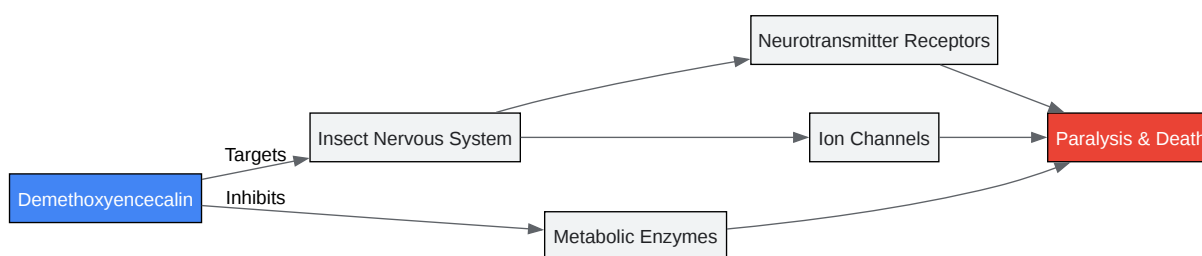 Neurotransmitter Receptors
Insect Nervous System
Ion Channels
Paralysis & Death
Targets
Demethoxyencecalin
Inhibits
Metabolic Enzymes